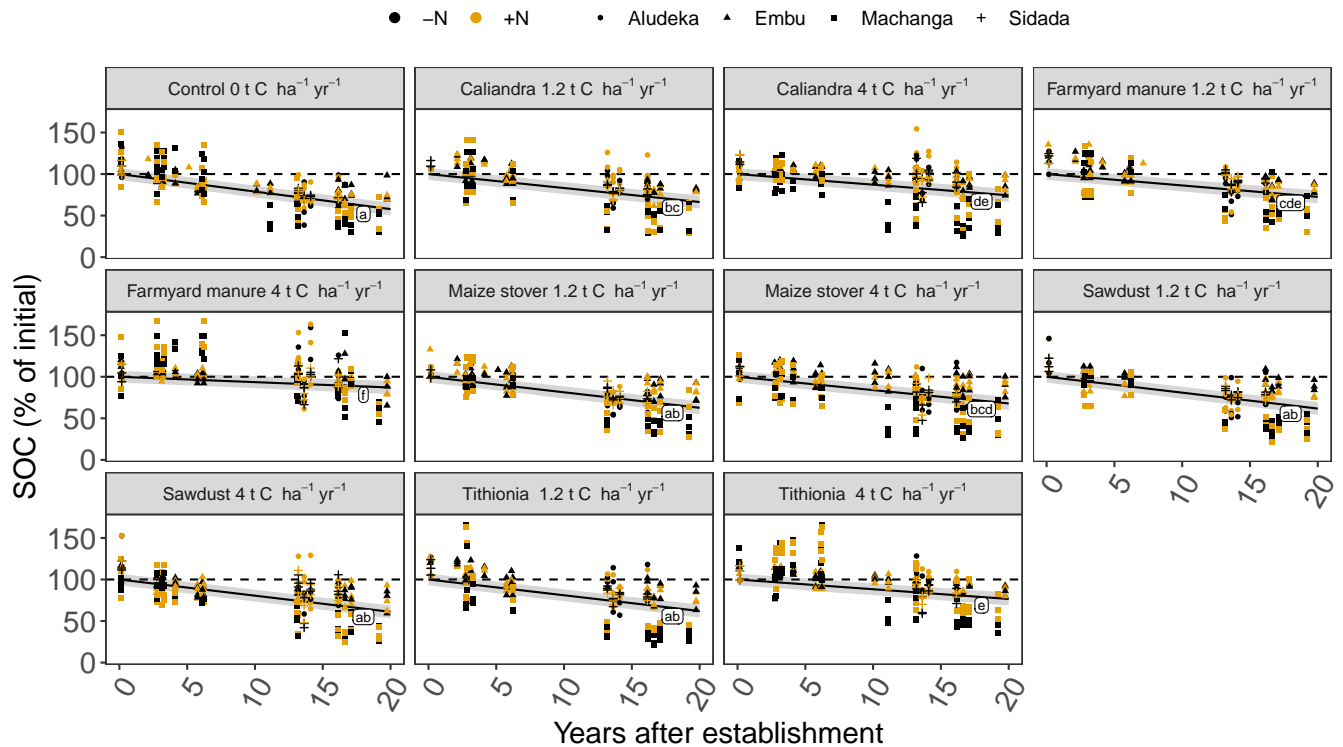 −N +N Aludeka Embu Machanga Sidada
Control 0 t C ha⁻¹ yr⁻¹
Caliandra 1.2 t C ha⁻¹ yr⁻¹
Caliandra 4 t C ha⁻¹ yr⁻¹
Farmyard manure 1.2 t C ha⁻¹ yr⁻¹
150
100
50
0
a
bc
de
cde
Farmyard manure 4 t C ha⁻¹ yr⁻¹
Maize stover 1.2 t C ha⁻¹ yr⁻¹
Maize stover 4 t C ha⁻¹ yr⁻¹
Sawdust 1.2 t C ha⁻¹ yr⁻¹
SOC (% of initial)
150
100
50
0
f
ab
bcd
ab
0 5 10 15 20
Sawdust 4 t C ha⁻¹ yr⁻¹
Tithionia 1.2 t C ha⁻¹ yr⁻¹
Tithionia 4 t C ha⁻¹ yr⁻¹
150
100
50
0
ab
ab
e
0 5 10 15 20
0 5 10 15 20
0 5 10 15 20
Years after establishment